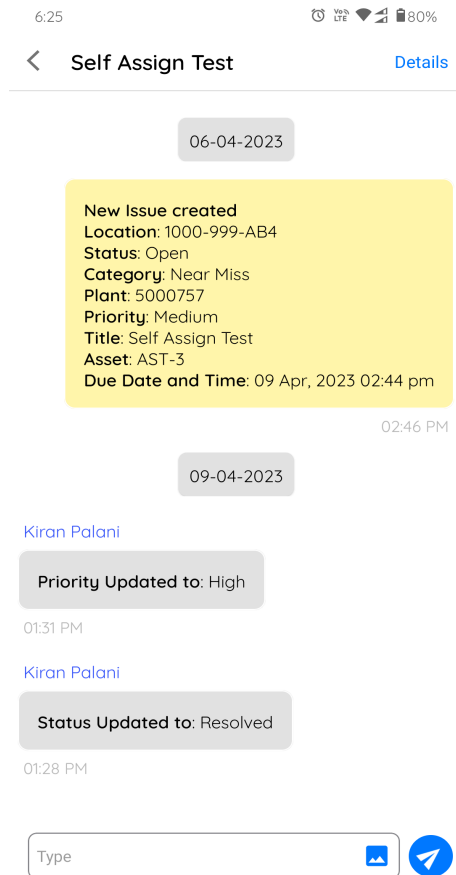 6:25
Vo LTE 80%
Self Assign Test
Details
06-04-2023
New Issue created
Location: 1000-999-AB4
Status: Open
Category: Near Miss
Plant: 5000757
Priority: Medium
Title: Self Assign Test
Asset: AST-3
Due Date and Time: 09 Apr, 2023 02:44 pm
02:46 PM
09-04-2023
Kiran Palani
Priority Updated to: High
01:31 PM
Kiran Palani
Status Updated to: Resolved
01:28 PM
Type